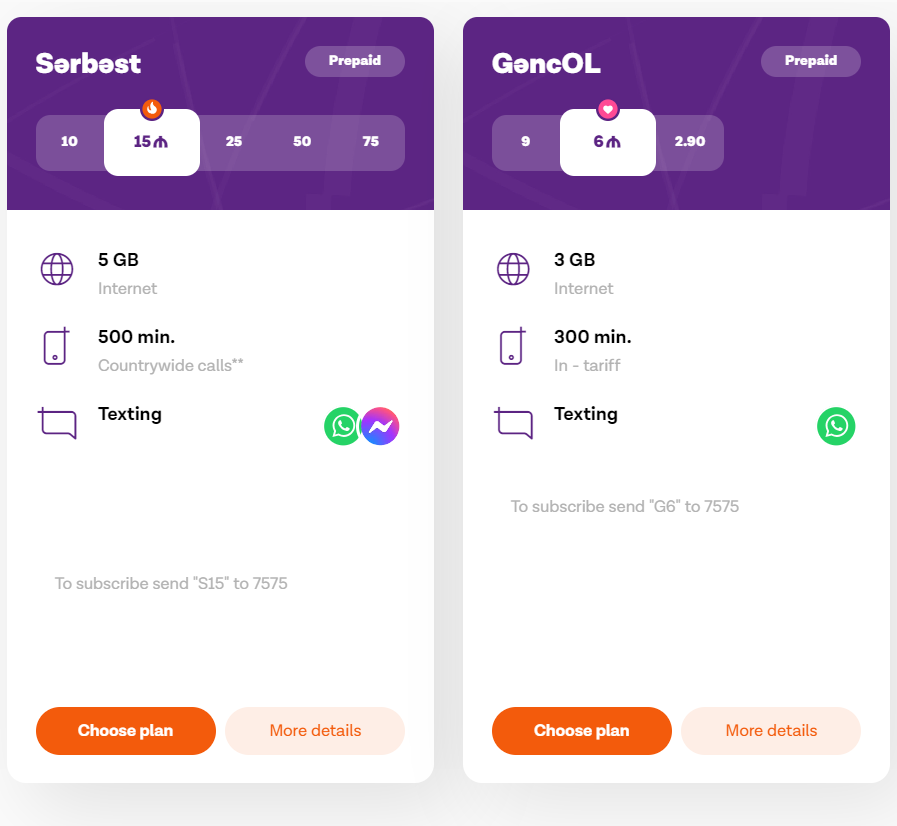 Sərbəst
Prepaid
10 15 ₼ 25 50 75
5 GB
Internet
500 min.
Countrywide calls**
Texting
To subscribe send "S15" to 7575
Choose plan
More details
GəncOL
Prepaid
9 6 ₼ 2.90
3 GB
Internet
300 min.
In - tariff
Texting
To subscribe send "G6" to 7575
Choose plan
More details